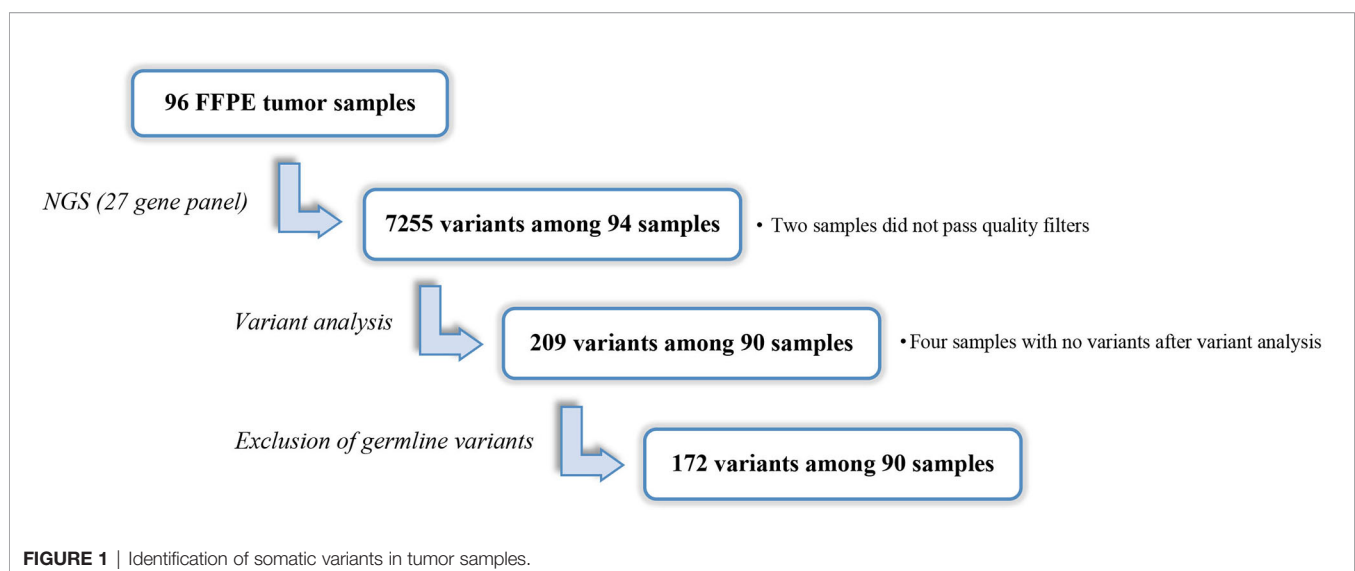 96 FFPE tumor samples
NGS (27 gene panel)
7255 variants among 94 samples
• Two samples did not pass quality filters
Variant analysis
209 variants among 90 samples
• Four samples with no variants after variant analysis
Exclusion of germline variants
172 variants among 90 samples
FIGURE 1 | Identification of somatic variants in tumor samples.